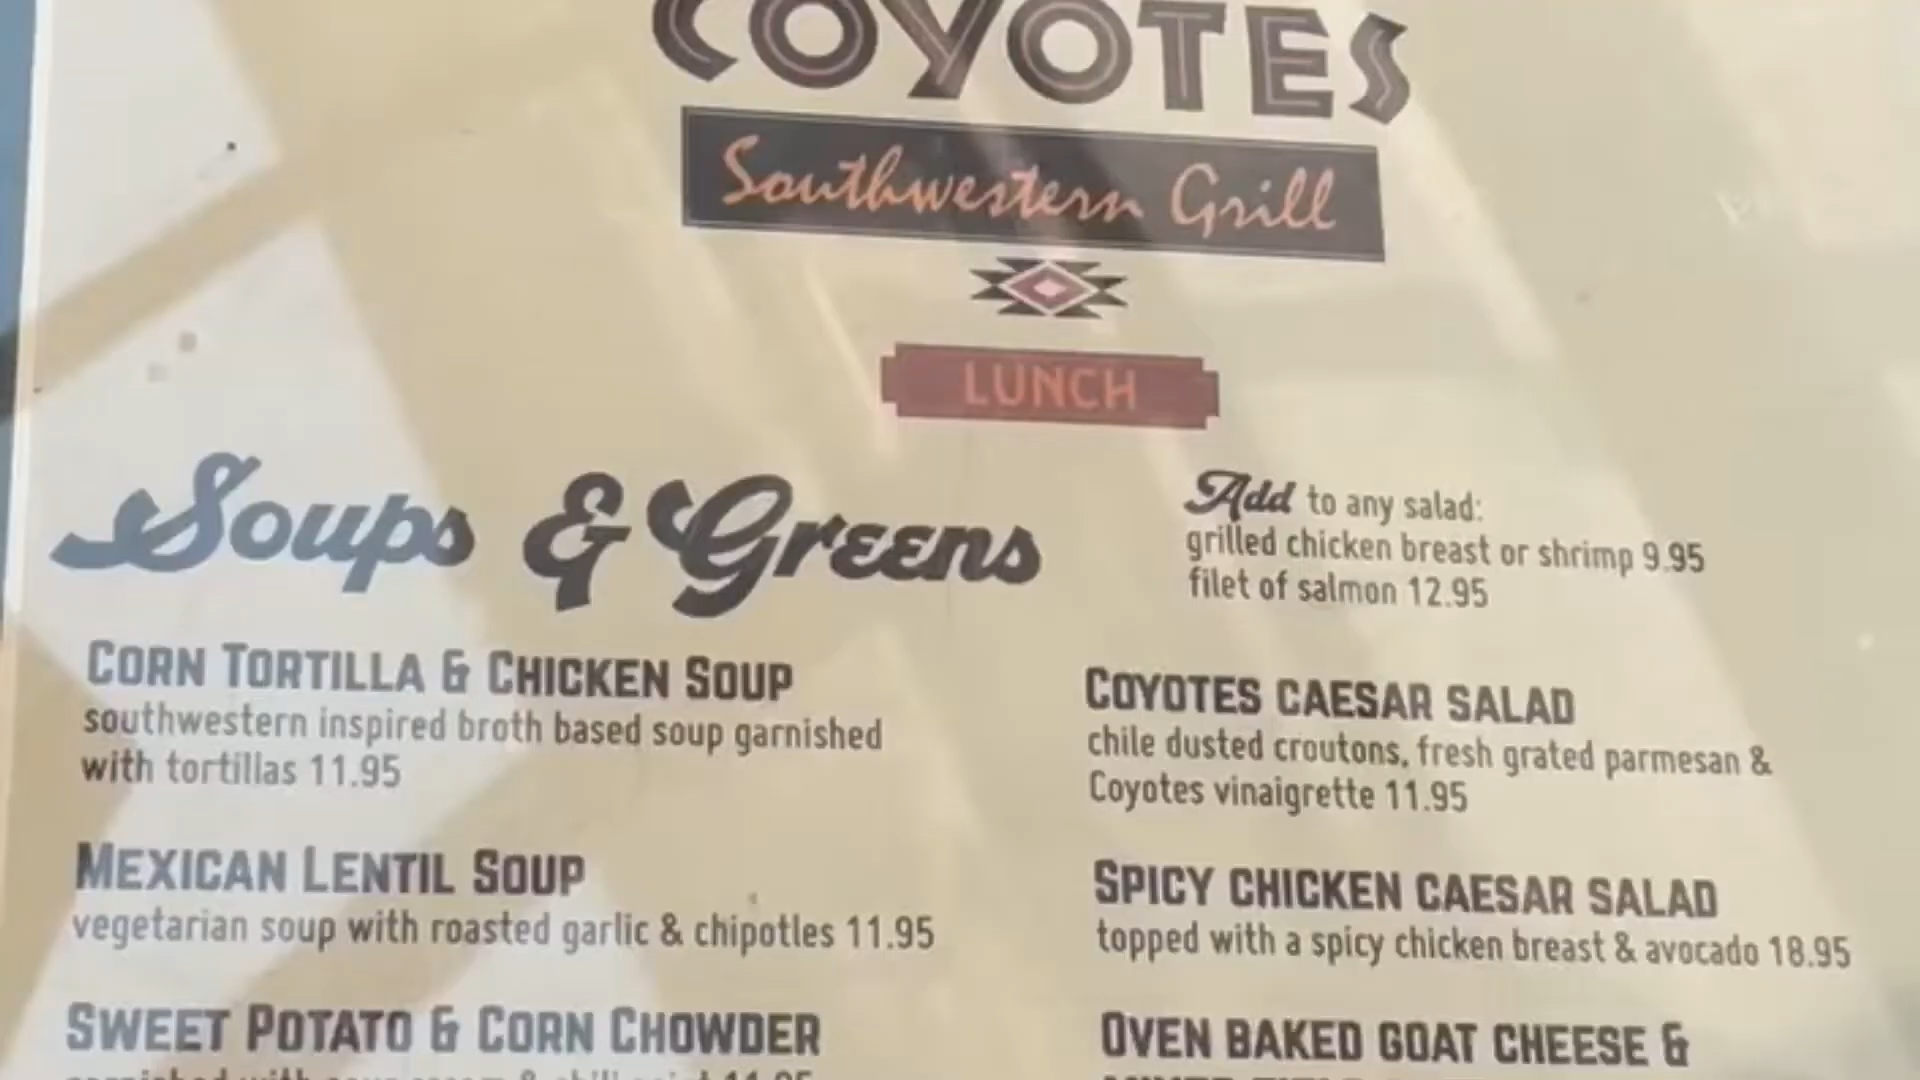 COYOTES
Southwestern Grill
LUNCH
Soups & Greens
Add to any salad:
grilled chicken breast or shrimp 9.95
filet of salmon 12.95
CORN TORTILLA & CHICKEN SOUP
southwestern inspired broth based soup garnished
with tortillas 11.95
MEXICAN LENTIL SOUP
vegetarian soup with roasted garlic & chipotles 11.95
SWEET POTATO & CORN CHOWDER
COYOTES CAESAR SALAD
chile dusted croutons, fresh grated parmesan &
Coyotes vinaigrette 11.95
SPICY CHICKEN CAESAR SALAD
topped with a spicy chicken breast & avocado 18.95
OVEN BAKED GOAT CHEESE &